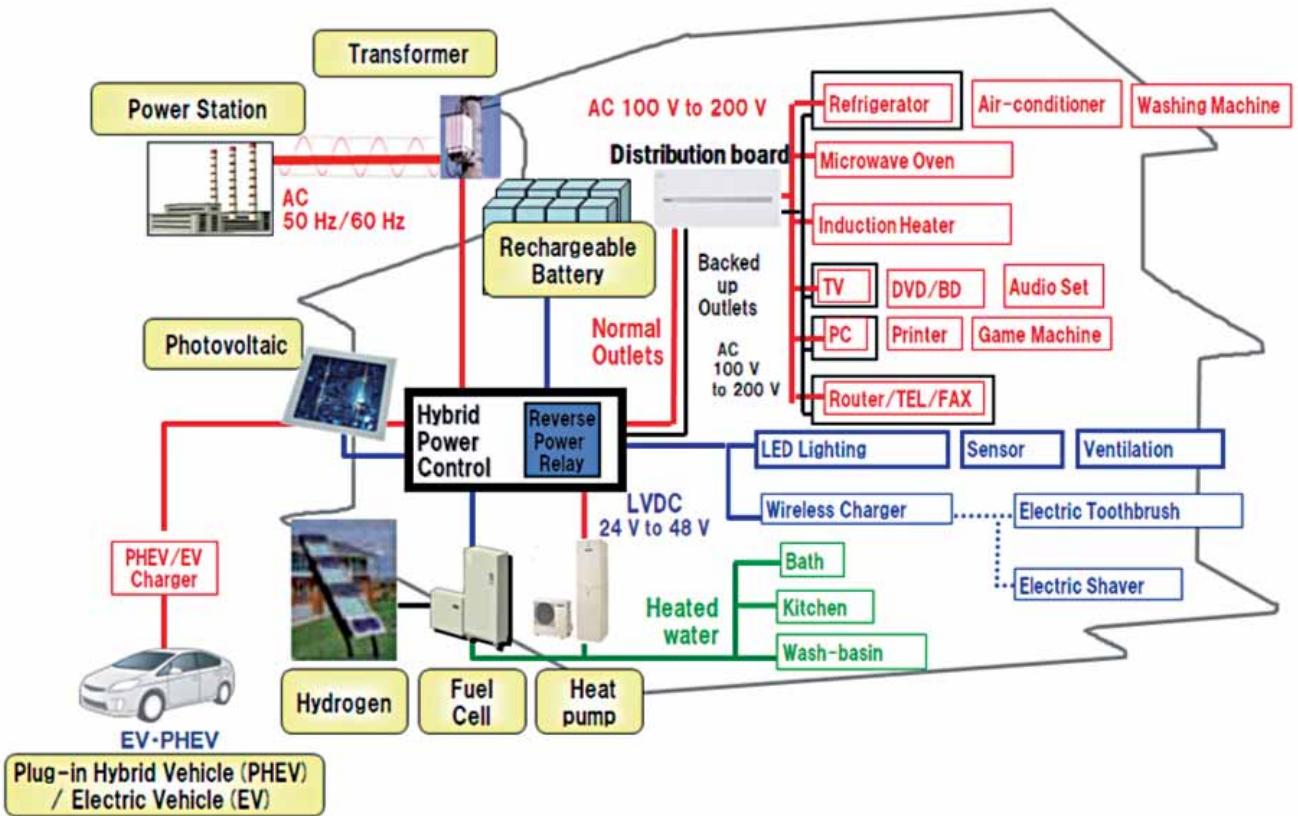 Transformer
Power Station
AC
50 Hz/60 Hz
AC 100 V to 200 V
Distribution board
Refrigerator
Air-conditioner
Washing Machine
Microwave Oven
Induction Heater
TV
DVD/BD
Audio Set
PC
Printer
Game Machine
Router/TEL/FAX
Rechargeable
Battery
Backed
up
Outlets
Normal
Outlets
AC
100 V
to 200 V
Photovoltaic
Hybrid
Power
Control
Reverse
Power
Relay
LED Lighting
Sensor
Ventilation
LVDC
24 V to 48 V
Wireless Charger
Electric Toothbrush
Electric Shaver
PHEV/EV
Charger
Heated
water
Bath
Kitchen
Wash-basin
Hydrogen
Fuel
Cell
Heat
pump
EV・PHEV
Plug-in Hybrid Vehicle (PHEV)
/ Electric Vehicle (EV)